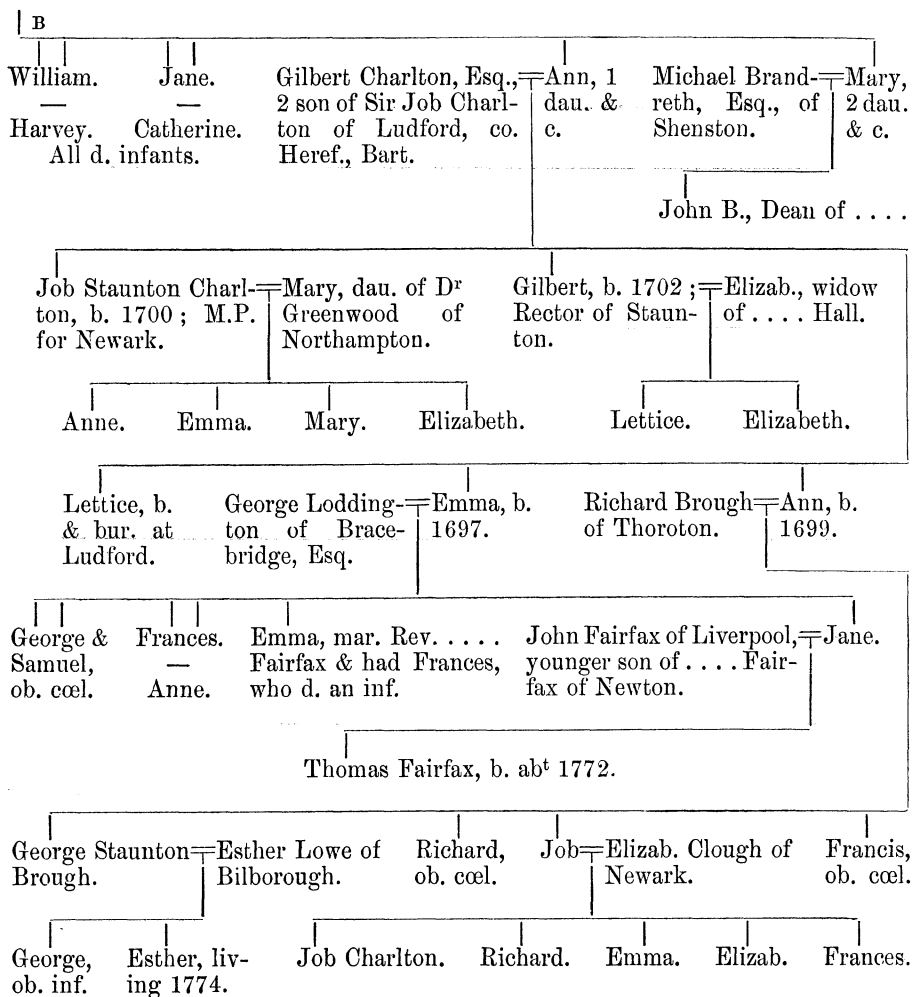 B
William. Jane. Gilbert Charlton, Esq., Ann, 1 Michael Brand- Mary,
— — 2 son of Sir Job Charl- dau. & reth, Esq., of 2 dau.
Harvey. Catherine. ton of Ludford, co. c. Shenston. & c.
All d. infants. Heref., Bart.
John B., Dean of . . . .
Job Staunton Charl- Mary, dau. of Dr Gilbert, b. 1702 ; Elizab., widow
ton, b. 1700 ; M.P. Greenwood of Rector of Staun- of . . . . Hall.
for Newark. Northampton. ton.
Anne. Emma. Mary. Elizabeth. Lettice. Elizabeth.
Lettice, b. George Lodding- Emma, b. Richard Brough Ann, b.
& bur. at ton of Brace- 1697. of Thoroton. 1699.
Ludford. bridge, Esq.
George & Frances. Emma, mar. Rev. . . . . . John Fairfax of Liverpool, Jane.
Samuel, — Fairfax & had Frances, younger son of . . . . Fair-
ob. cœl. Anne. who d. an inf. fax of Newton.
Thomas Fairfax, b. abt 1772.
George Staunton Esther Lowe of Richard, Job Elizab. Clough of Francis,
Brough. Bilborough. ob. cœl. Newark. ob. cœl.
George, Esther, liv- Job Charlton. Richard. Emma. Elizab. Frances.
ob. inf. ing 1774.